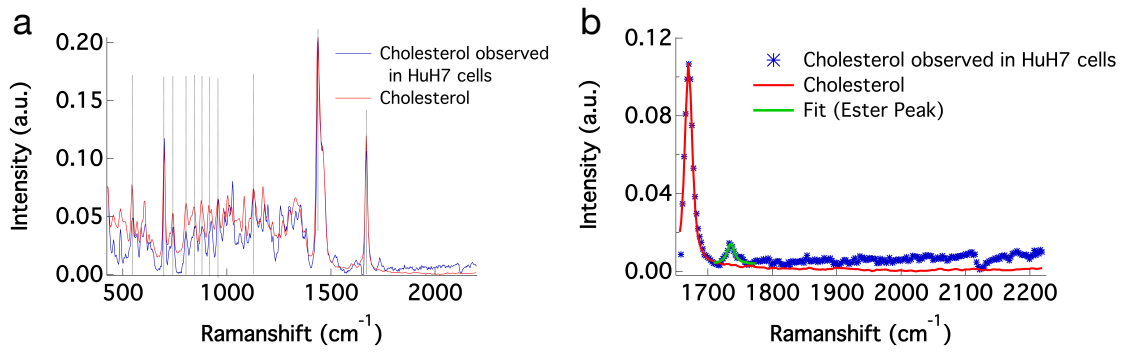 a
0.20
0.15
0.10
0.05
0.00
Intensity (a.u.)
500 1000 1500 2000
Ramanshift (cm⁻¹)
Cholesterol observed
in HuH7 cells
Cholesterol
b
0.12
0.08
0.04
0.00
Intensity (a.u.)
1700 1800 1900 2000 2100 2200
Ramanshift (cm⁻¹)
Cholesterol observed in HuH7 cells
Cholesterol
Fit (Ester Peak)